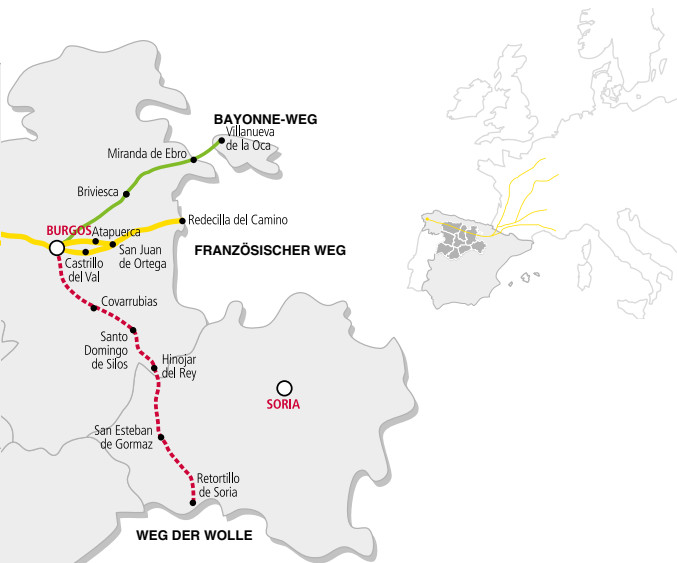 BAYONNE-WEG
Villanueva
de la Oca
Miranda de Ebro
Briviesca
Redecilla del Camino
BURGOS
Atapuerca
San Juan
de Ortega
FRANZÖSISCHER WEG
Castrillo
del Val
Covarrubias
Santo
Domingo
de Silos
Hinojar
del Rey
SORIA
San Esteban
de Gormaz
Retortillo
de Soria
WEG DER WOLLE